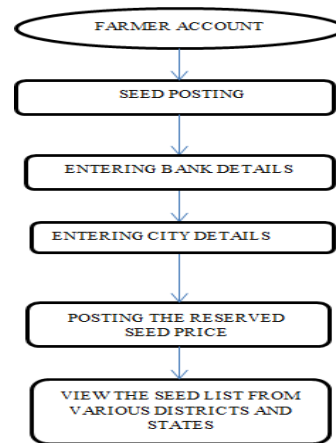 FARMER ACCOUNT
SEED POSTING
ENTERING BANK DETAILS
ENTERING CITY DETAILS
POSTING THE RESERVED
SEED PRICE
VIEW THE SEED LIST FROM
VARIOUS DISTRICTS AND
STATES